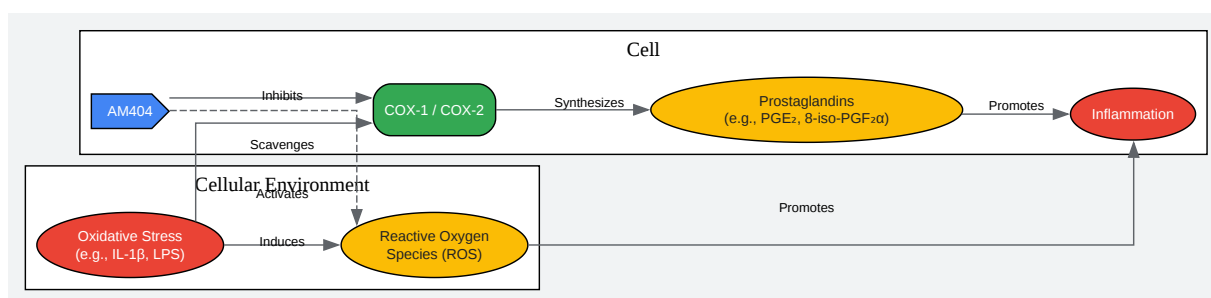 Cell
AM404
Inhibits
COX-1 / COX-2
Synthesizes
Prostaglandins
(e.g., PGE₂, 8-iso-PGF₂α)
Promotes
Inflammation
Scavenges
Cellular Environment
Activates
Oxidative Stress
(e.g., IL-1β, LPS)
Induces
Reactive Oxygen
Species (ROS)
Promotes